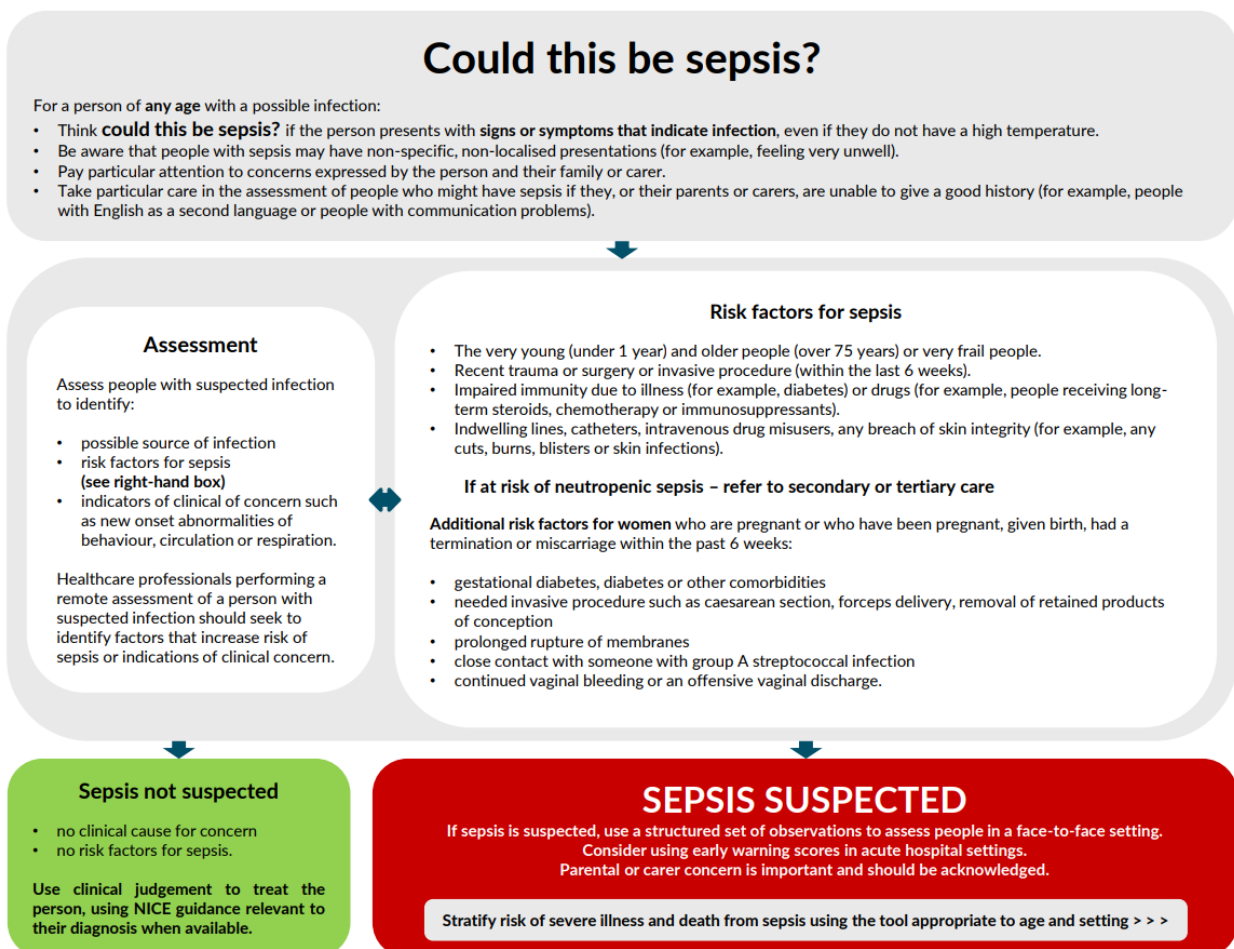 Could this be sepsis?
For a person of any age with a possible infection:
• Think could this be sepsis? if the person presents with signs or symptoms that indicate infection, even if they do not have a high temperature.
• Be aware that people with sepsis may have non-specific, non-localised presentations (for example, feeling very unwell).
• Pay particular attention to concerns expressed by the person and their family or carer.
• Take particular care in the assessment of people who might have sepsis if they, or their parents or carers, are unable to give a good history (for example, people
with English as a second language or people with communication problems).
Assessment
Assess people with suspected infection
to identify:
• possible source of infection
• risk factors for sepsis
(see right-hand box)
• indicators of clinical of concern such
as new onset abnormalities of
behaviour, circulation or respiration.
Healthcare professionals performing a
remote assessment of a person with
suspected infection should seek to
identify factors that increase risk of
sepsis or indications of clinical concern.
Risk factors for sepsis
• The very young (under 1 year) and older people (over 75 years) or very frail people.
• Recent trauma or surgery or invasive procedure (within the last 6 weeks).
• Impaired immunity due to illness (for example, diabetes) or drugs (for example, people receiving long-
term steroids, chemotherapy or immunosuppressants).
• Indwelling lines, catheters, intravenous drug misusers, any breach of skin integrity (for example, any
cuts, burns, blisters or skin infections).
If at risk of neutropenic sepsis – refer to secondary or tertiary care
Additional risk factors for women who are pregnant or who have been pregnant, given birth, had a
termination or miscarriage within the past 6 weeks:
• gestational diabetes, diabetes or other comorbidities
• needed invasive procedure such as caesarean section, forceps delivery, removal of retained products
of conception
• prolonged rupture of membranes
• close contact with someone with group A streptococcal infection
• continued vaginal bleeding or an offensive vaginal discharge.
Sepsis not suspected
• no clinical cause for concern
• no risk factors for sepsis.
Use clinical judgement to treat the
person, using NICE guidance relevant to
their diagnosis when available.
SEPSIS SUSPECTED
If sepsis is suspected, use a structured set of observations to assess people in a face-to-face setting.
Consider using early warning scores in acute hospital settings.
Parental or carer concern is important and should be acknowledged.
Stratify risk of severe illness and death from sepsis using the tool appropriate to age and setting > > >